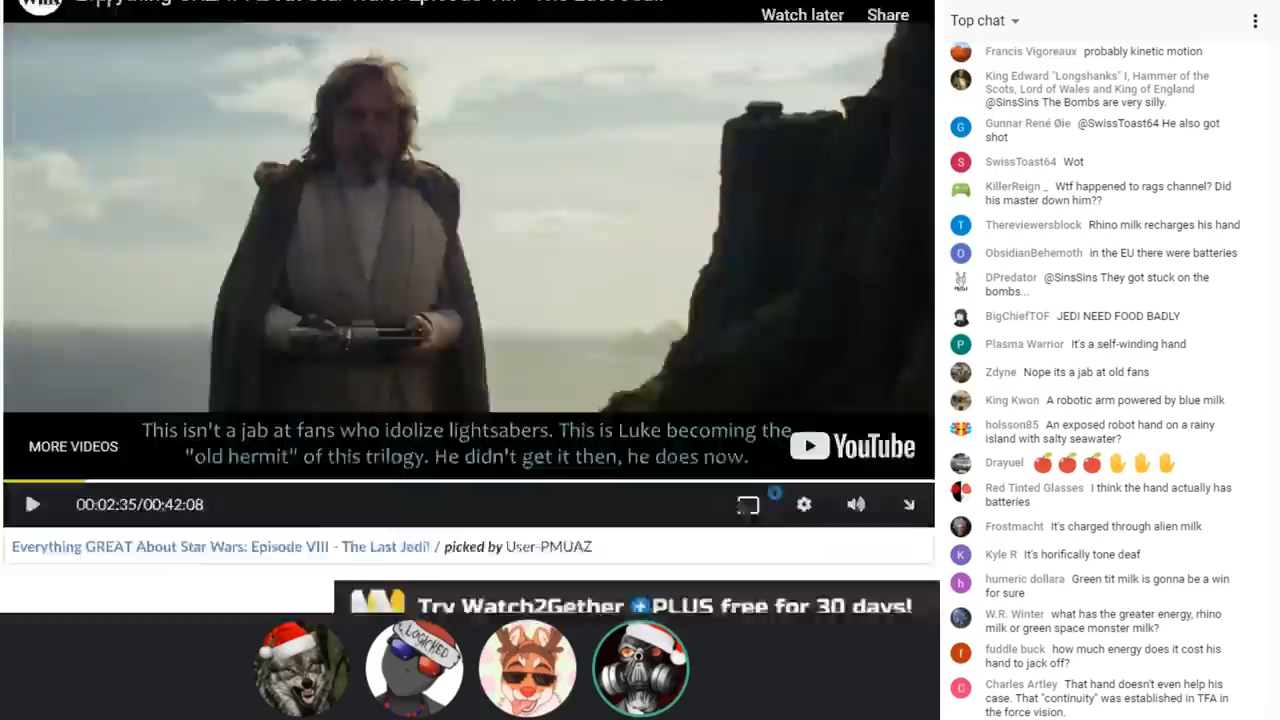 Everything GREAT About Star Wars: Episode VIII - The Last Jedi!
Watch later
Share
This isn't a jab at fans who idolize lightsabers. This is Luke becoming the
"old hermit" of this trilogy. He didn't get it then, he does now.
MORE VIDEOS
YouTube
00:02:35/00:42:08
Everything GREAT About Star Wars: Episode VIII - The Last Jedi! / picked by User-PMUAZ
Try Watch2Gether PLUS free for 30 days!
LOGICKED
Top chat
Francis Vigoreaux probably kinetic motion
King Edward "Longshanks" I, Hammer of the
Scots, Lord of Wales and King of England
@SinsSins The Bombs are very silly.
G
Gunnar René Øie @SwissToast64 He also got
shot
S
SwissToast64 Wot
KillerReign _ Wtf happened to rags channel? Did
his master down him??
T
Thereviewersblock Rhino milk recharges his hand
O
ObsidianBehemoth in the EU there were batteries
DPredator @SinsSins They got stuck on the
bombs...
BigChiefTOF JEDI NEED FOOD BADLY
P
Plasma Warrior It's a self-winding hand
Zdyne Nope its a jab at old fans
King Kwon A robotic arm powered by blue milk
holsson85 An exposed robot hand on a rainy
island with salty seawater?
Drayuel 🍎🍎🍎✋✋✋
Red Tinted Glasses I think the hand actually has
batteries
Frostmacht It's charged through alien milk
K
Kyle R It's horifically tone deaf
h
humeric dollara Green tit milk is gonna be a win
for sure
W.R. Winter what has the greater energy, rhino
milk or green space monster milk?
f
fuddle buck how much energy does it cost his
hand to jack off?
C
Charles Artley That hand doesn't even help his
case. That "continuity" was established in TFA in
the force vision.